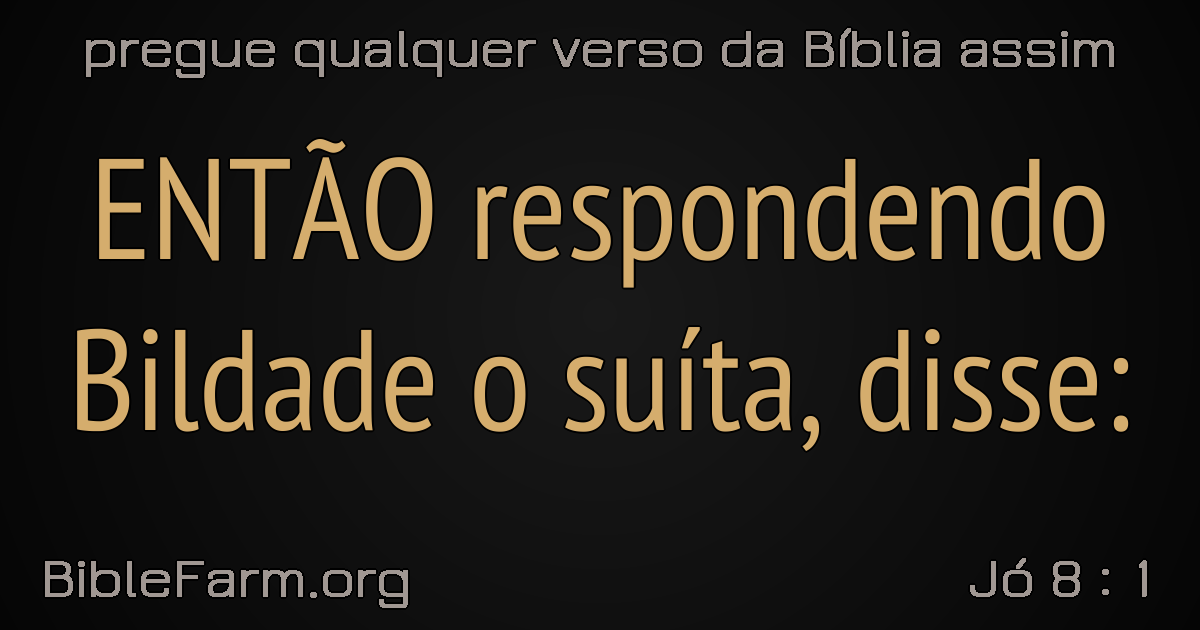 pregue qualquer verso da Bíblia assim
ENTÃO respondendo
Bildade o suíta, disse:
BibleFarm.org
Jó 8 : 1